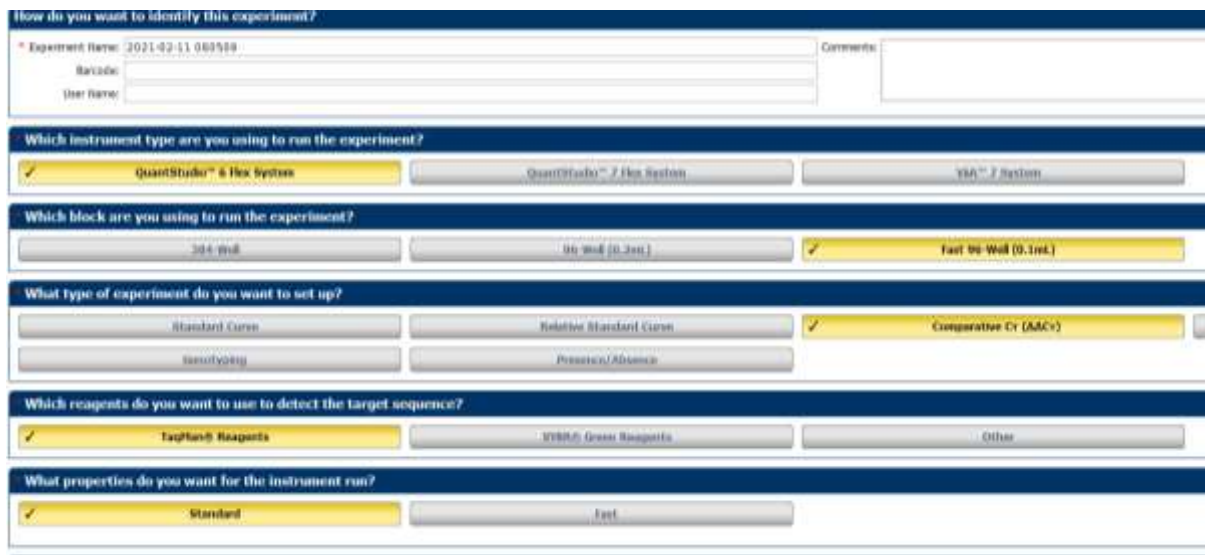 How do you want to identify this experiment?
* Experiment Name: 2021-02-11 080508 Comments:
Barcode:
User Name:
* Which instrument type are you using to run the experiment?
✓ QuantStudio™ 6 Flex System QuantStudio™ 7 Flex System ViiA™ 7 System
* Which block are you using to run the experiment?
384-Well 96-Well (0.2mL) ✓ Fast 96-Well (0.1mL)
* What type of experiment do you want to set up?
Standard Curve Relative Standard Curve ✓ Comparative CT (ΔΔCT)
Genotyping Presence/Absence
* Which reagents do you want to use to detect the target sequence?
✓ TaqMan® Reagents SYBR® Green Reagents Other
* What properties do you want for the instrument run?
✓ Standard Fast